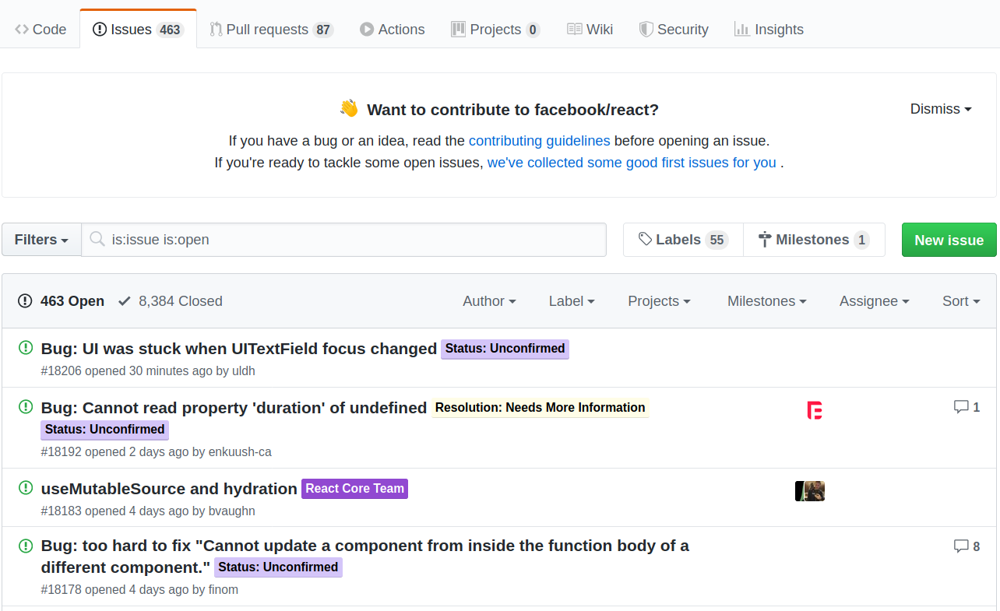 Code Issues 463 Pull requests 87 Actions Projects 0 Wiki Security Insights
👋 Want to contribute to facebook/react? Dismiss
If you have a bug or an idea, read the contributing guidelines before opening an issue.
If you're ready to tackle some open issues, we've collected some good first issues for you .
Filters is:issue is:open Labels 55 Milestones 1 New issue
463 Open 8,384 Closed Author Label Projects Milestones Assignee Sort
Bug: UI was stuck when UITextField focus changed Status: Unconfirmed
#18206 opened 30 minutes ago by uldh
Bug: Cannot read property 'duration' of undefined Resolution: Needs More Information 1
Status: Unconfirmed
#18192 opened 2 days ago by enkuush-ca
useMutableSource and hydration React Core Team
#18183 opened 4 days ago by bvaughn
Bug: too hard to fix "Cannot update a component from inside the function body of a 8
different component." Status: Unconfirmed
#18178 opened 4 days ago by finom